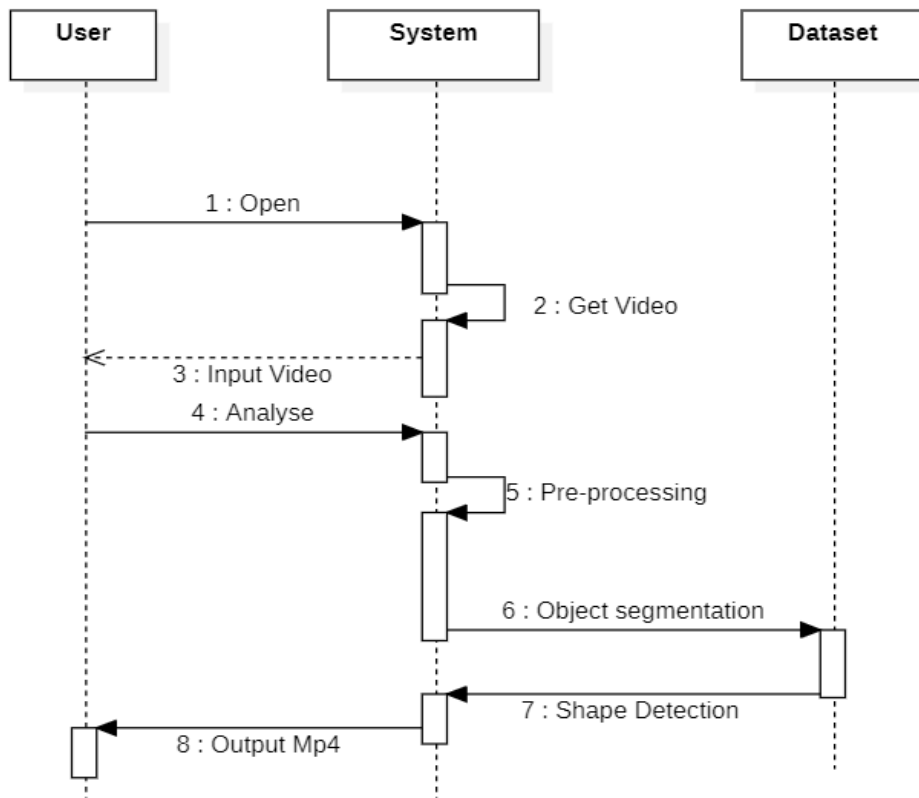 User
System
Dataset
1 : Open
2 : Get Video
3 : Input Video
4 : Analyse
5 : Pre-processing
6 : Object segmentation
7 : Shape Detection
8 : Output Mp4